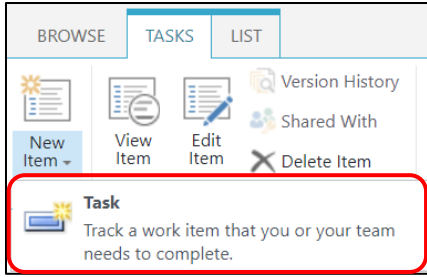 BROWSE TASKS LIST
New
Item
View
Item
Edit
Item
Version History
Shared With
Delete Item
Task
Track a work item that you or your team
needs to complete.